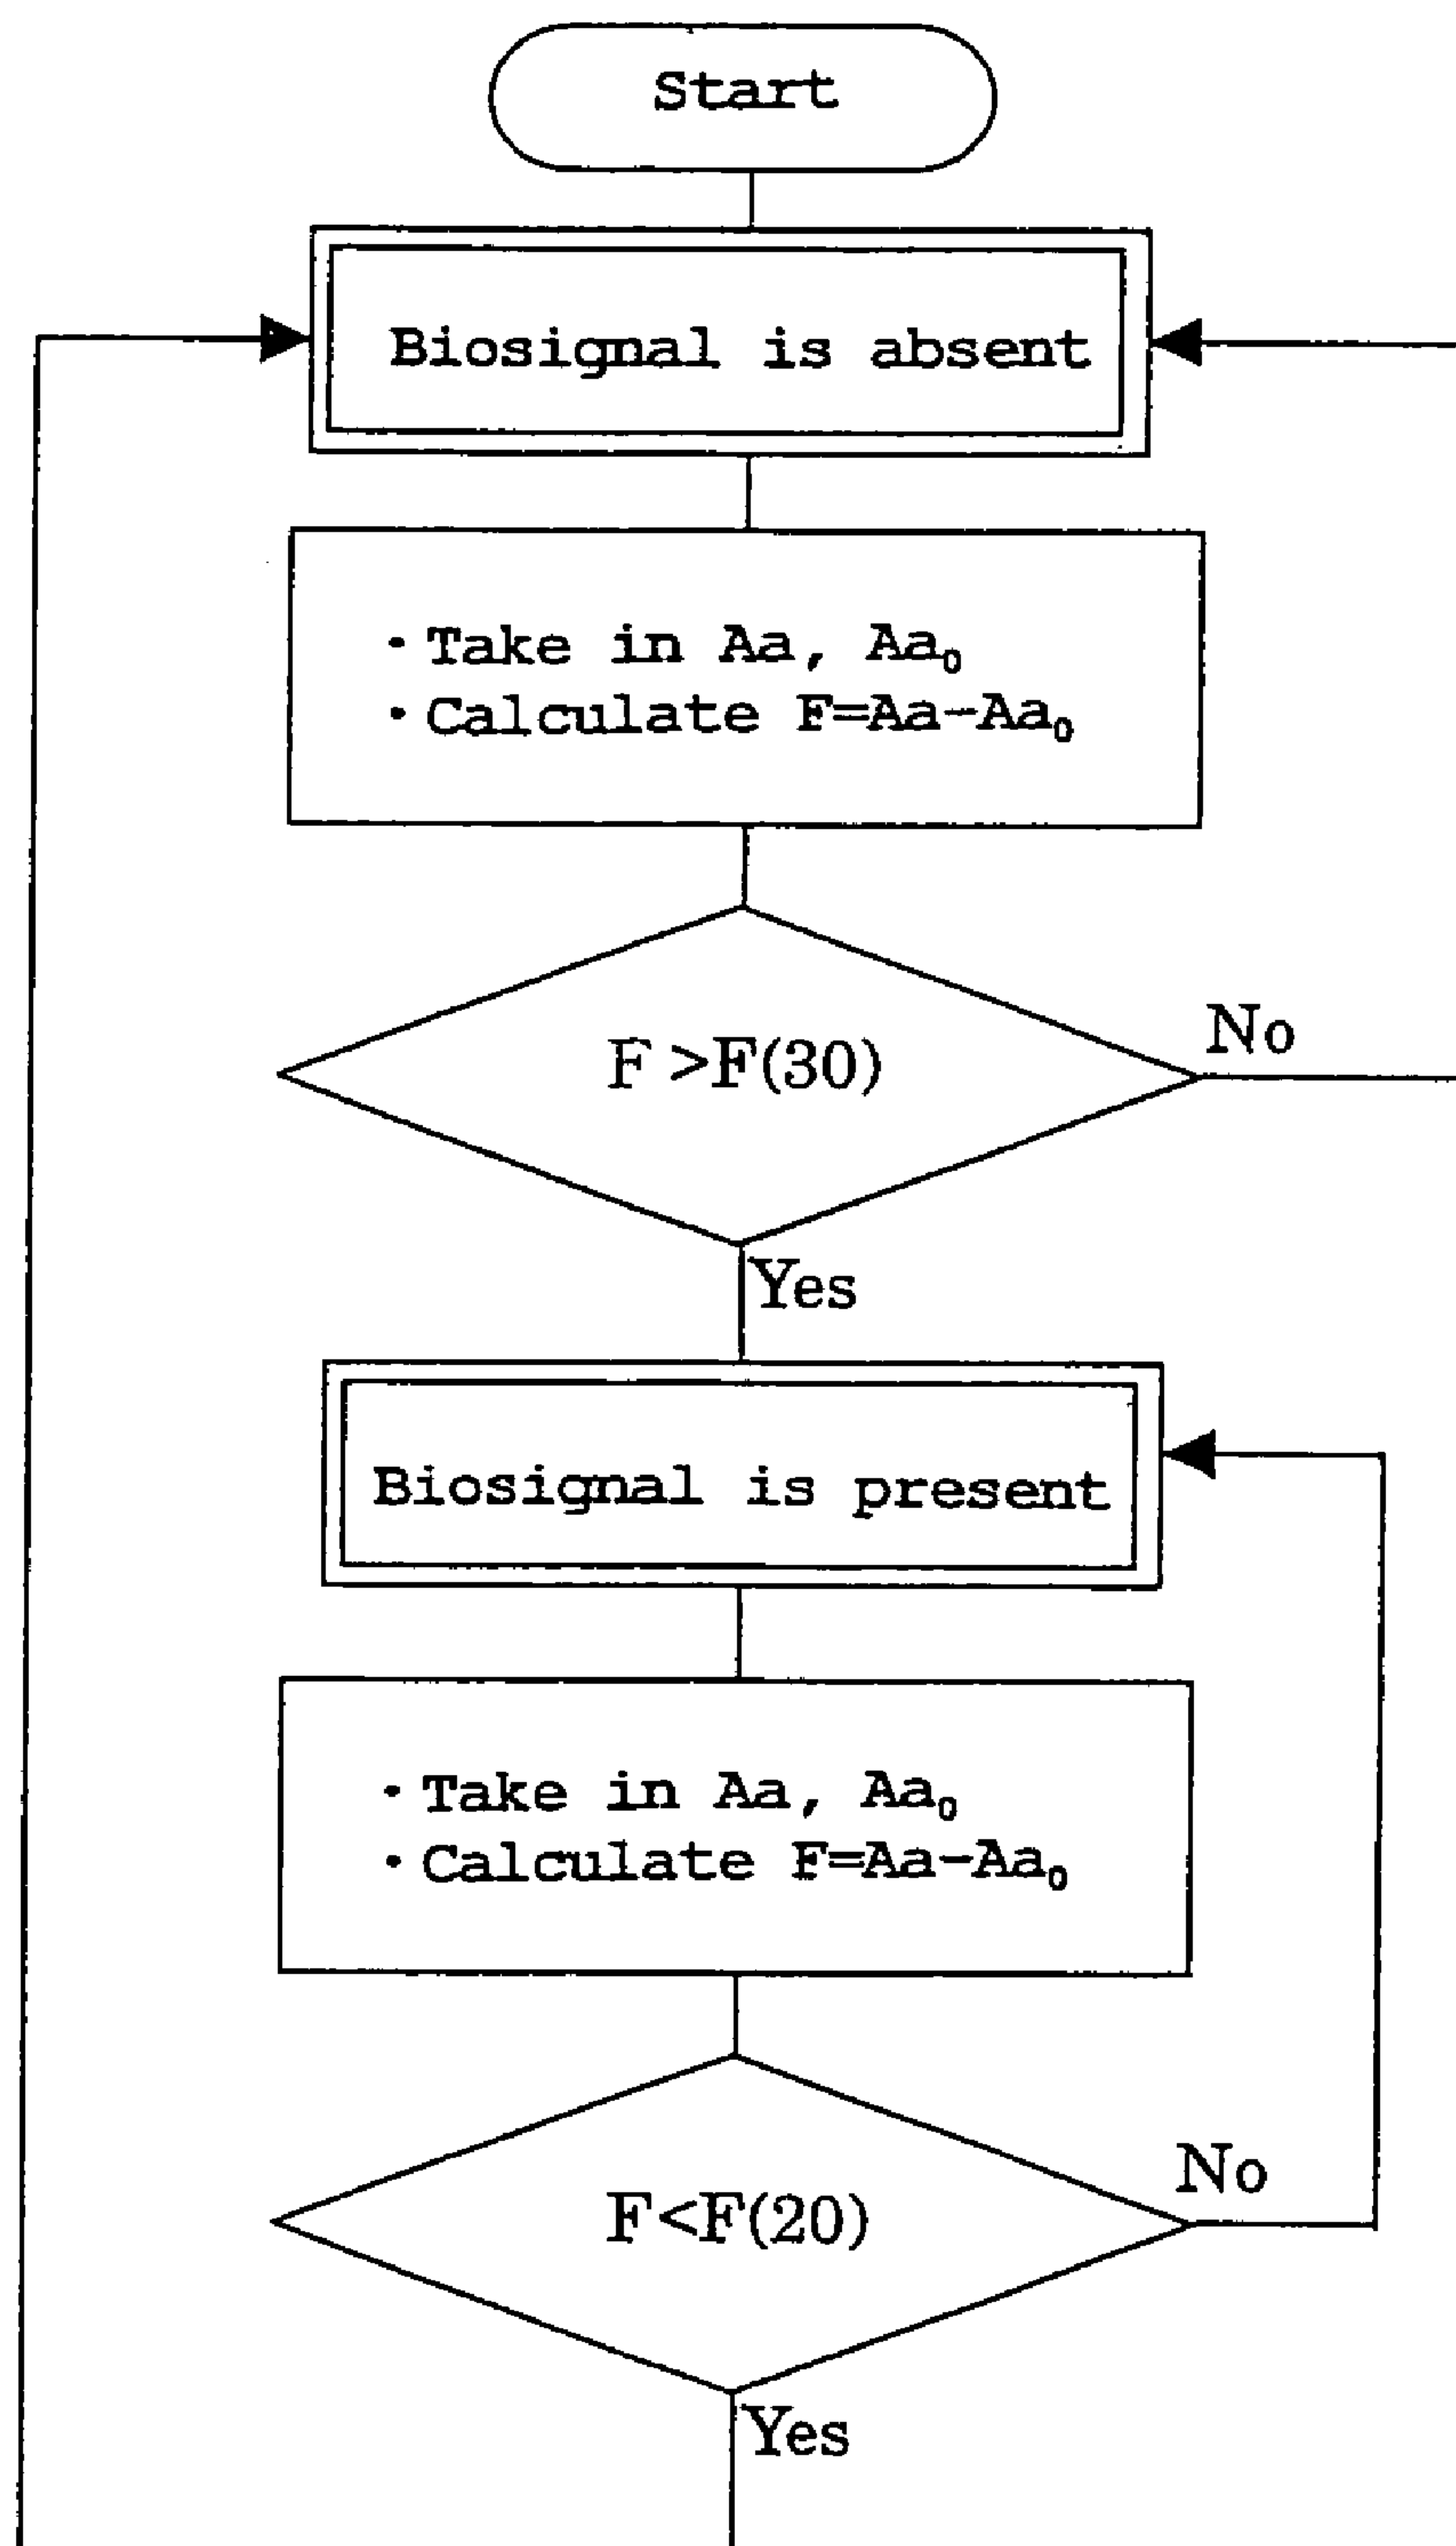 Start
Biosignal is absent
・Take in Aa, Aa₀
・Calculate F=Aa-Aa₀
F >F(30)
No
Yes
Biosignal is present
・Take in Aa, Aa₀
・Calculate F=Aa-Aa₀
F<F(20)
No
Yes